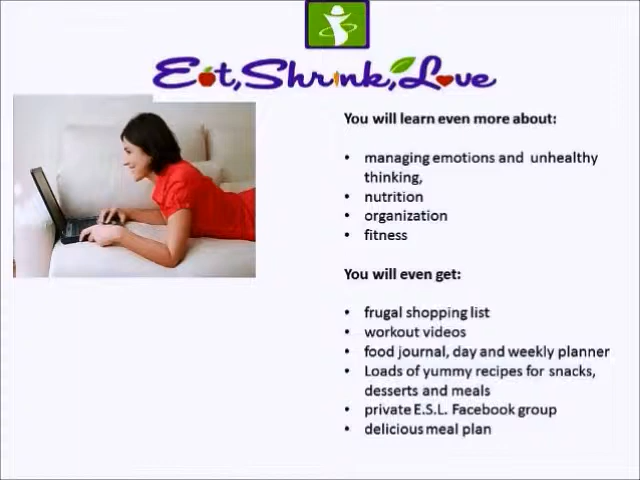 Eat, Shrink, Love
You will learn even more about:
• managing emotions and unhealthy
thinking,
• nutrition
• organization
• fitness
You will even get:
• frugal shopping list
• workout videos
• food journal, day and weekly planner
• Loads of yummy recipes for snacks,
desserts and meals
• private E.S.L. Facebook group
• delicious meal plan